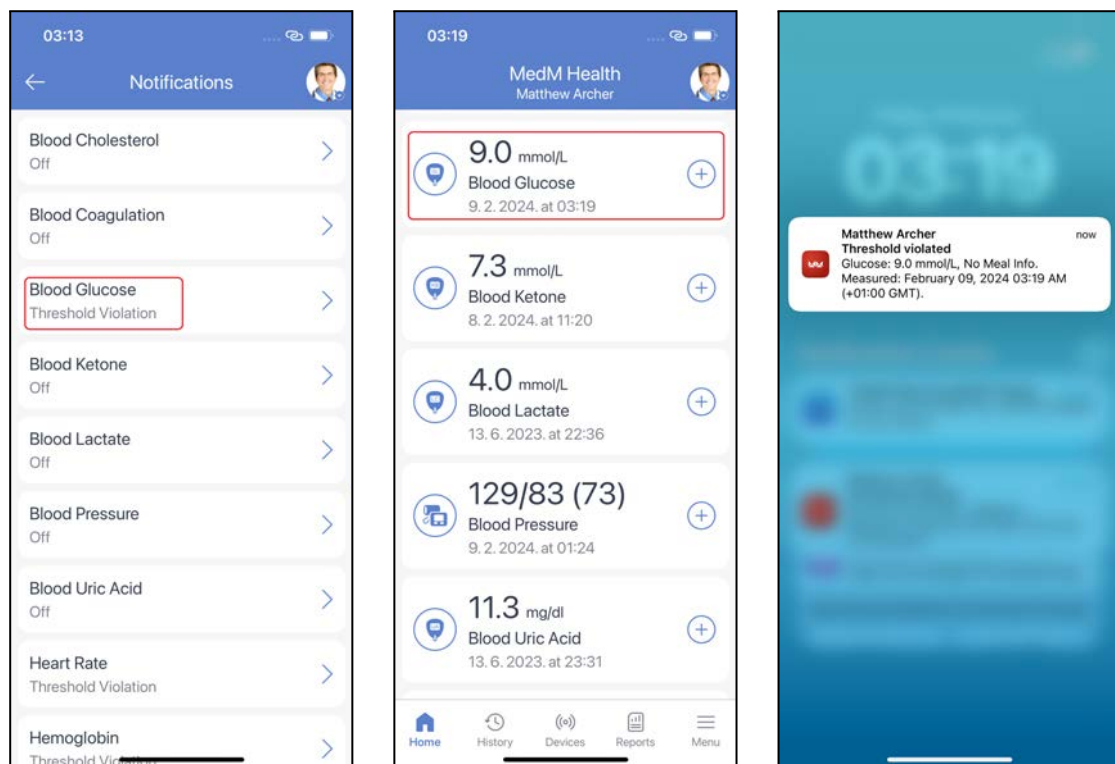 03:13
Notifications
Blood Cholesterol
Off
Blood Coagulation
Off
Blood Glucose
Threshold Violation
Blood Ketone
Off
Blood Lactate
Off
Blood Pressure
Off
Blood Uric Acid
Off
Heart Rate
Threshold Violation
Hemoglobin
Threshold Violation
03:19
MedM Health
Matthew Archer
9.0 mmol/L
Blood Glucose
9. 2. 2024. at 03:19
7.3 mmol/L
Blood Ketone
8. 2. 2024. at 11:20
4.0 mmol/L
Blood Lactate
13. 6. 2023. at 22:36
129/83 (73)
Blood Pressure
9. 2. 2024. at 01:24
11.3 mg/dl
Blood Uric Acid
13. 6. 2023. at 23:31
Home History Devices Reports Menu
03:19
Matthew Archer now
Threshold violated
Glucose: 9.0 mmol/L, No Meal Info.
Measured: February 09, 2024 03:19 AM
(+01:00 GMT).